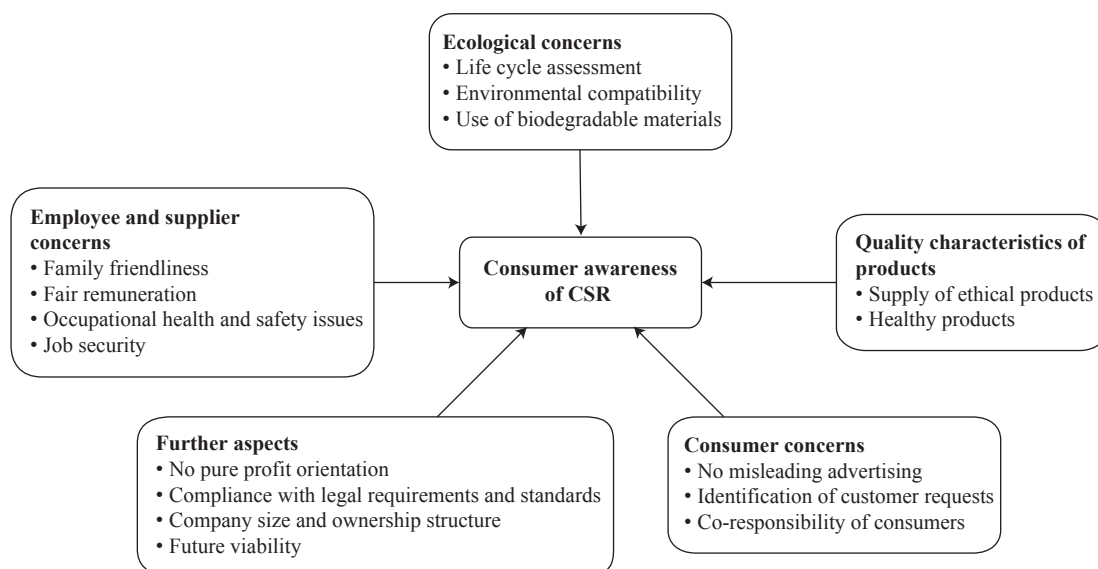 Ecological concerns
• Life cycle assessment
• Environmental compatibility
• Use of biodegradable materials
Employee and supplier
concerns
• Family friendliness
• Fair remuneration
• Occupational health and safety issues
• Job security
Consumer awareness
of CSR
Quality characteristics of
products
• Supply of ethical products
• Healthy products
Further aspects
• No pure profit orientation
• Compliance with legal requirements and standards
• Company size and ownership structure
• Future viability
Consumer concerns
• No misleading advertising
• Identification of customer requests
• Co-responsibility of consumers